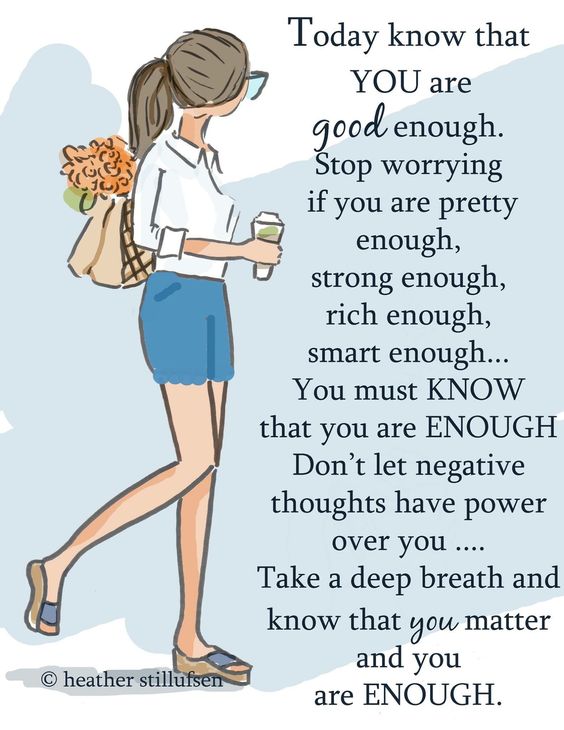 Today know that
YOU are
good enough.
Stop worrying
if you are pretty
enough,
strong enough,
rich enough,
smart enough...
You must KNOW
that you are ENOUGH
Don’t let negative
thoughts have power
over you ....
Take a deep breath and
know that you matter
and you
are ENOUGH.
© heather stillufsen